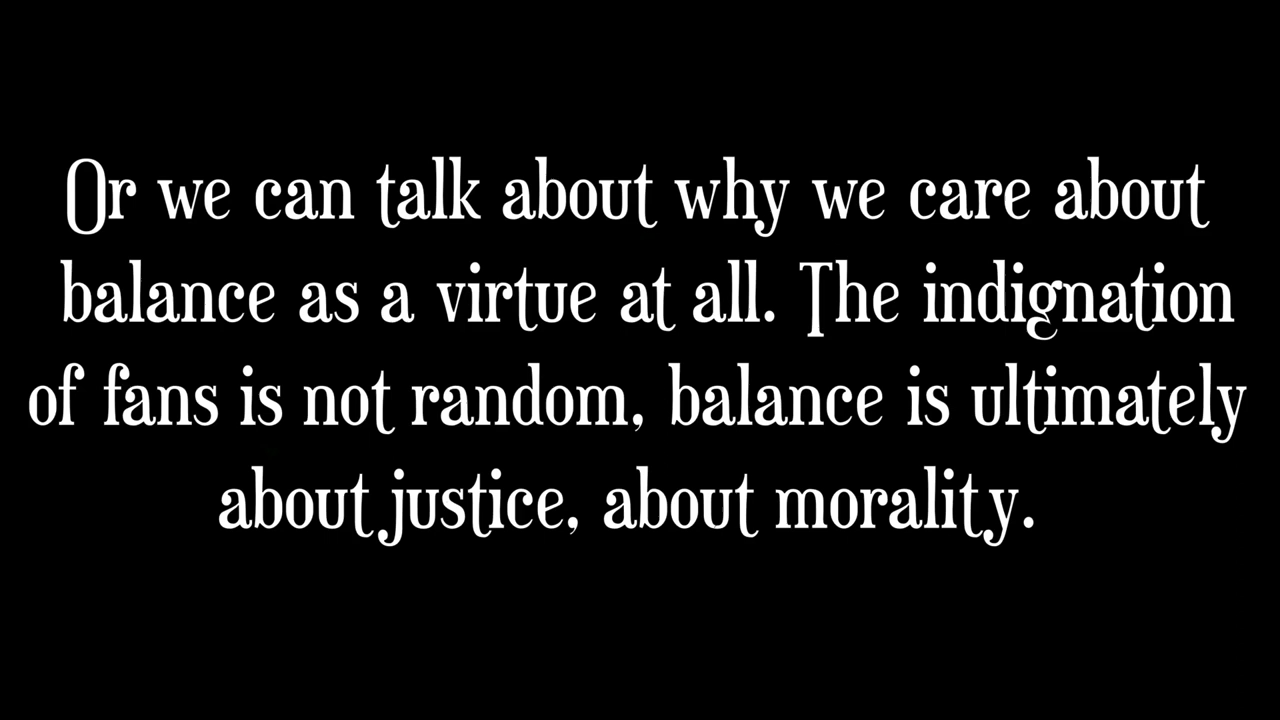 Or we can talk about why we care about
balance as a virtue at all. The indignation
of fans is not random, balance is ultimately
about justice, about morality.